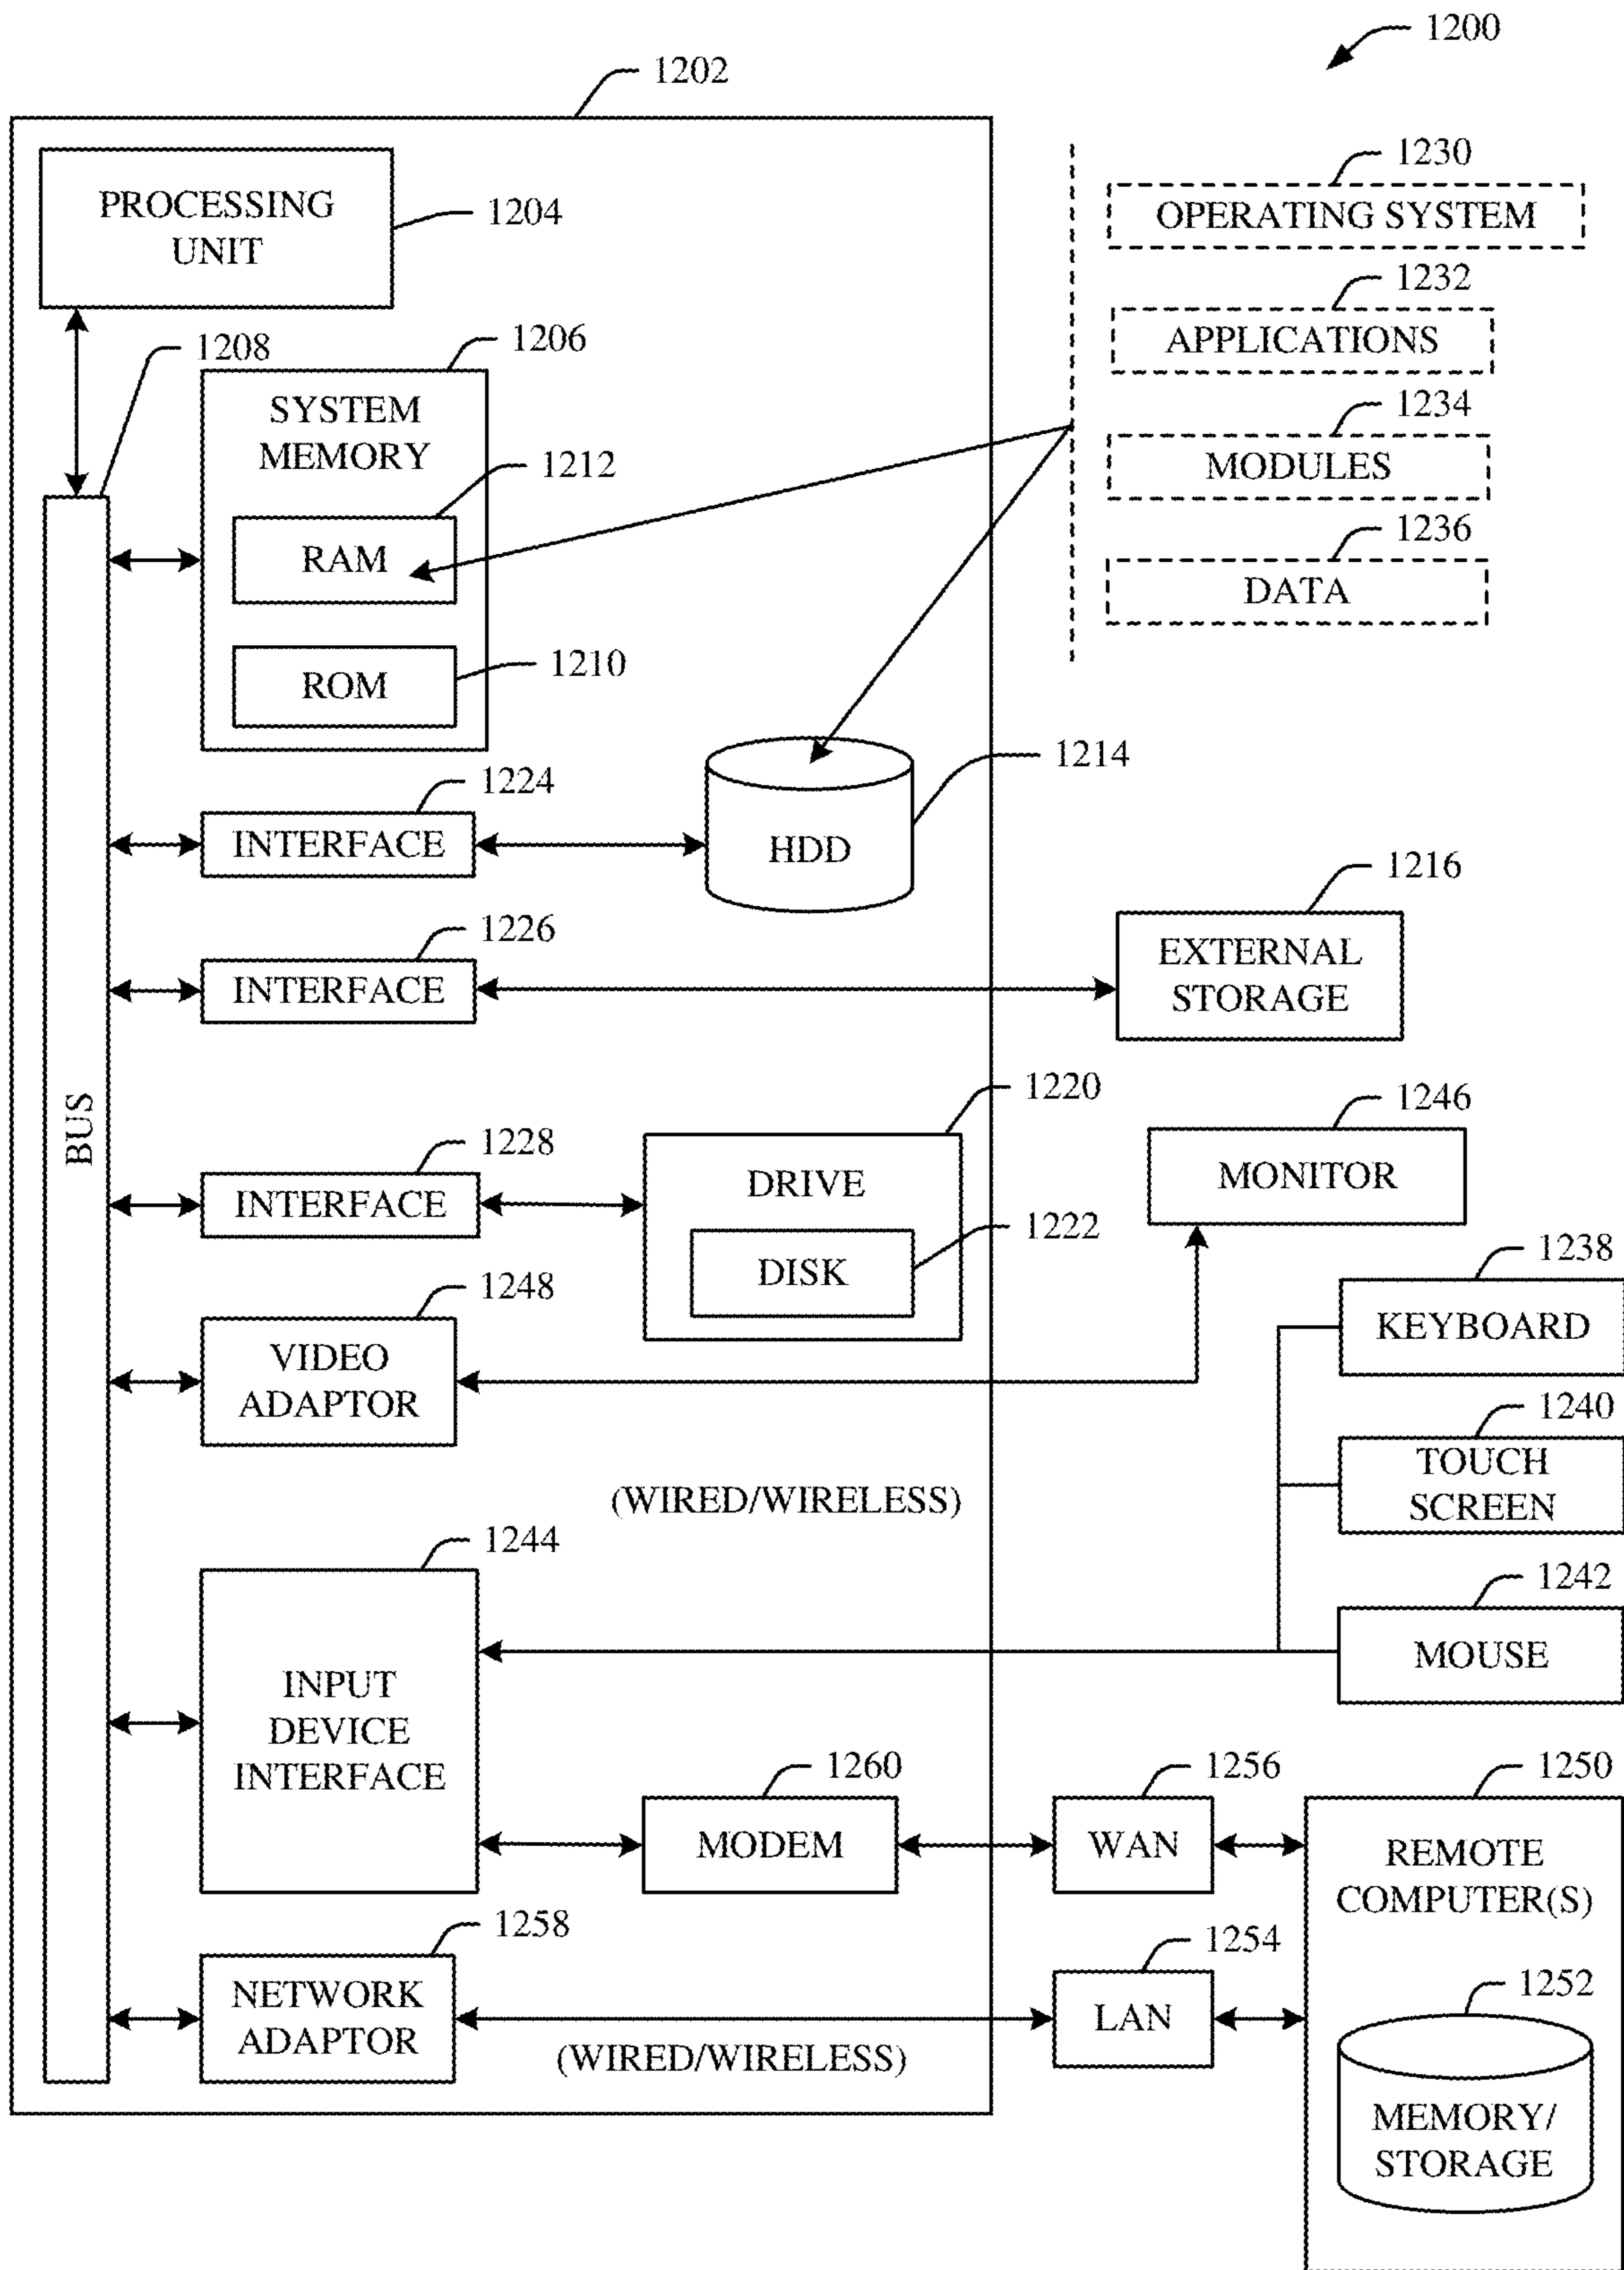 1200
1202
PROCESSING
UNIT
1204
1230
OPERATING SYSTEM
1232
APPLICATIONS
1234
MODULES
1236
DATA
1208
1206
SYSTEM
MEMORY
1212
RAM
1210
ROM
1224
INTERFACE
1214
HDD
1226
INTERFACE
1216
EXTERNAL
STORAGE
BUS
1228
INTERFACE
1220
DRIVE
1222
DISK
1246
MONITOR
1248
VIDEO
ADAPTOR
1238
KEYBOARD
1240
TOUCH
SCREEN
(WIRED/WIRELESS)
1244
INPUT
DEVICE
INTERFACE
1242
MOUSE
1260
MODEM
1256
WAN
1250
REMOTE
COMPUTER(S)
1258
NETWORK
ADAPTOR
(WIRED/WIRELESS)
1254
LAN
1252
MEMORY/
STORAGE